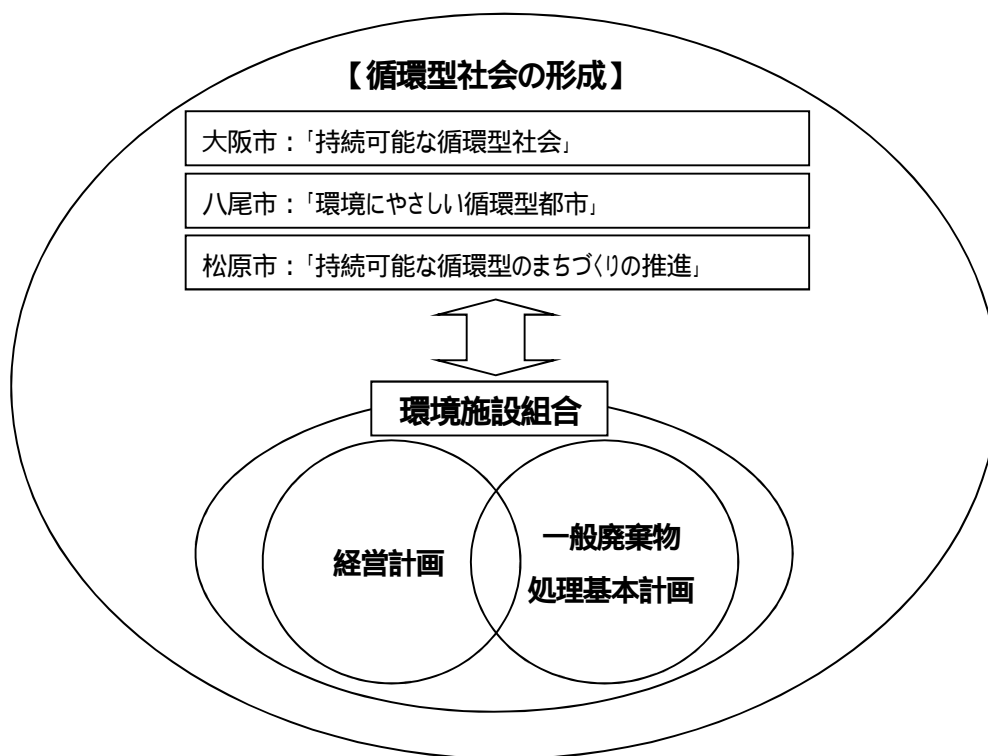 【循環型社会の形成】
大阪市：「持続可能な循環型社会」
八尾市：「環境にやさしい循環型都市」
松原市：「持続可能な循環型のまちづくりの推進」
環境施設組合
経営計画
一般廃棄物
処理基本計画